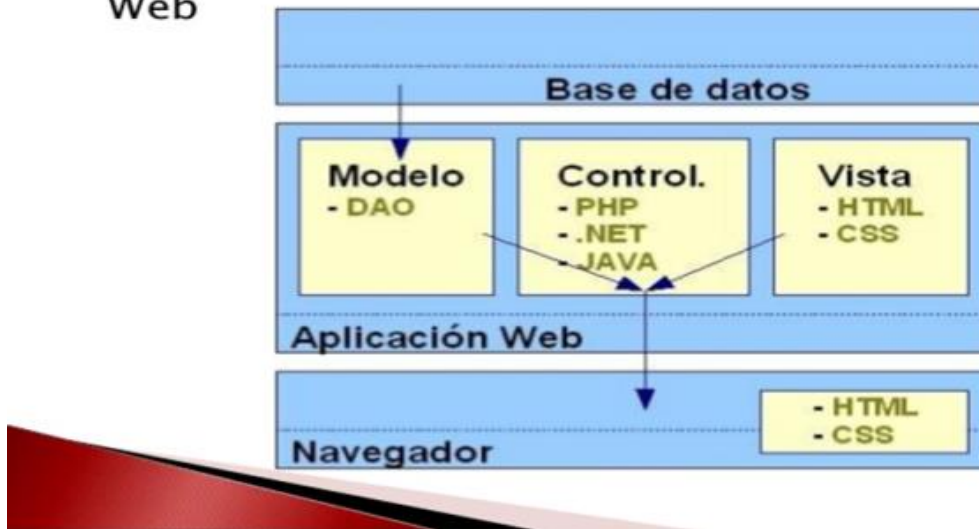 Web
Base de datos
Modelo
- DAO
Control.
- PHP
- .NET
- JAVA
Vista
- HTML
- CSS
Aplicación Web
- HTML
- CSS
Navegador